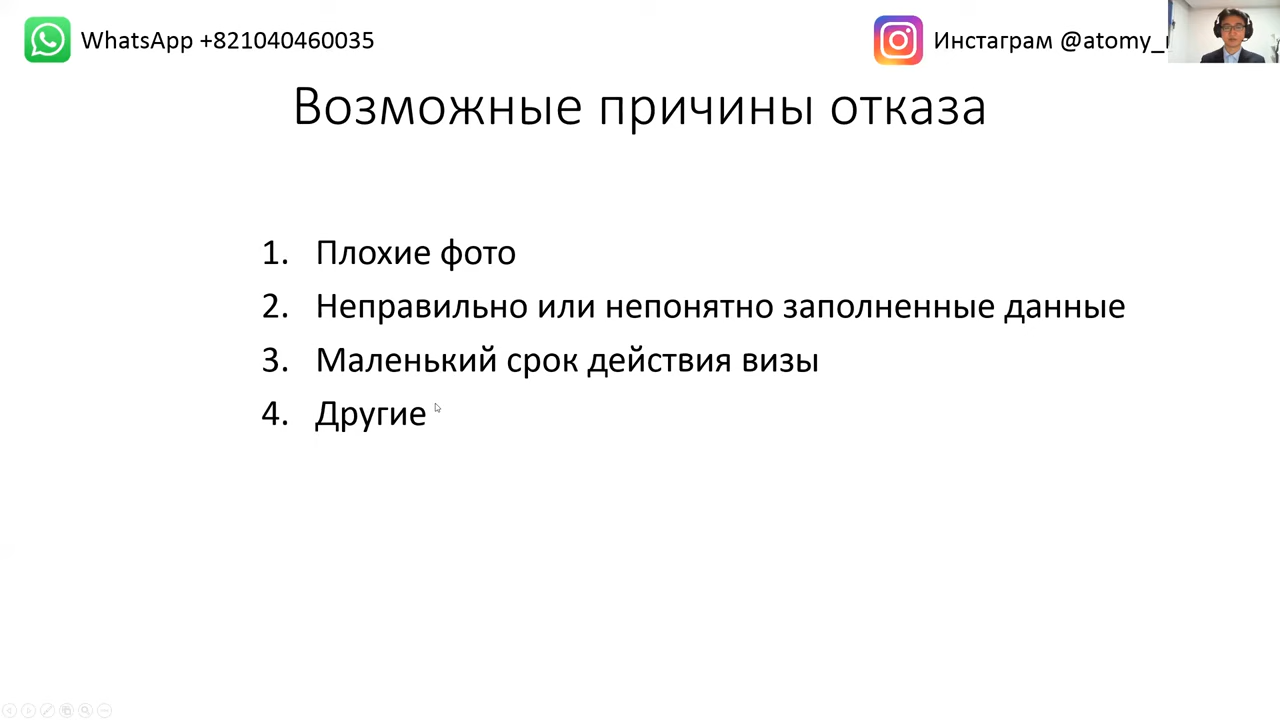 WhatsApp +821040460035
Инстаграм @atomy_
Возможные причины отказа
1. Плохие фото
2. Неправильно или непонятно заполненные данные
3. Маленький срок действия визы
4. Другие